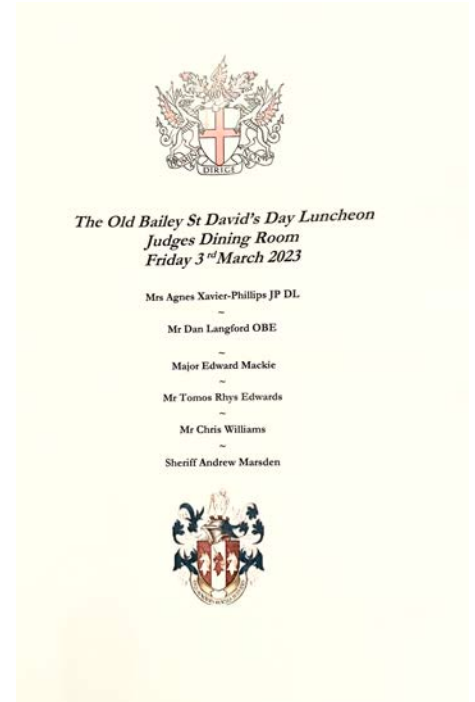 DIRIGE
The Old Bailey St David's Day Luncheon
Judges Dining Room
Friday 3rd March 2023
Mrs Agnes Xavier-Phillips JP DL
~
Mr Dan Langford OBE
~
Major Edward Mackie
~
Mr Tomos Rhys Edwards
~
Mr Chris Williams
~
Sheriff Andrew Marsden